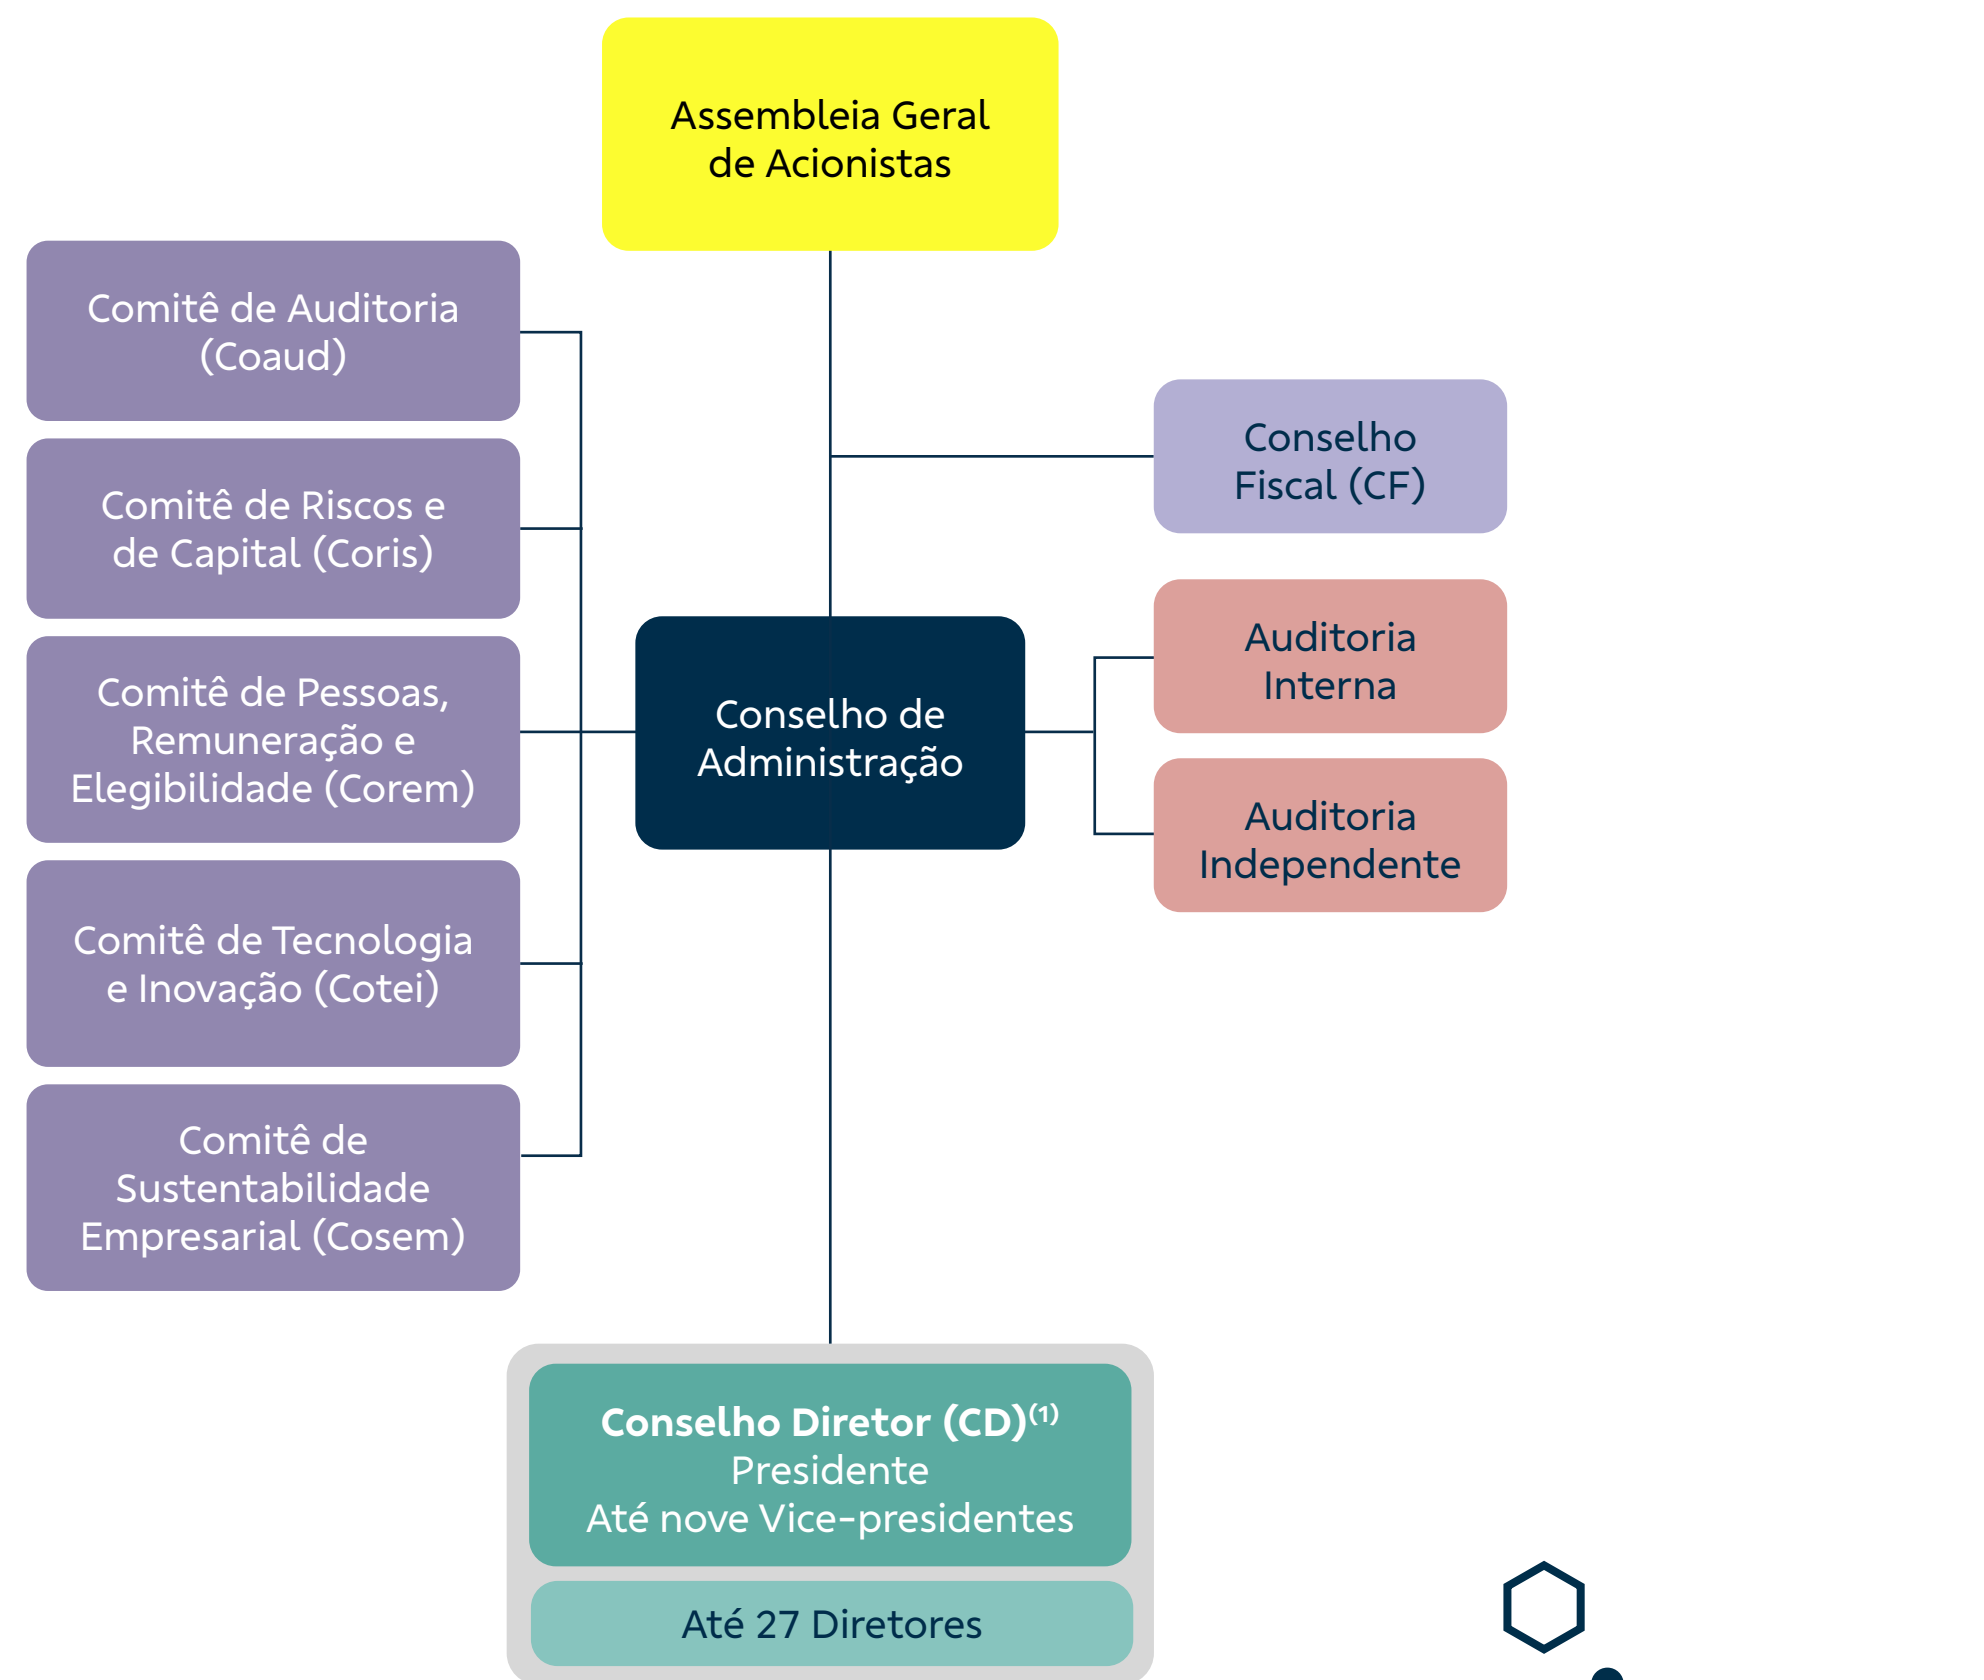 Assembleia Geral
de Acionistas
Comitê de Auditoria
(Coaud)
Comitê de Riscos e
de Capital (Coris)
Comitê de Pessoas,
Remuneração e
Elegibilidade (Corem)
Comitê de Tecnologia
e Inovação (Cotei)
Comitê de
Sustentabilidade
Empresarial (Cosem)
Conselho de
Administração
Conselho
Fiscal (CF)
Auditoria
Interna
Auditoria
Independente
Conselho Diretor (CD)⁽¹⁾
Presidente
Até nove Vice-presidentes
Até 27 Diretores